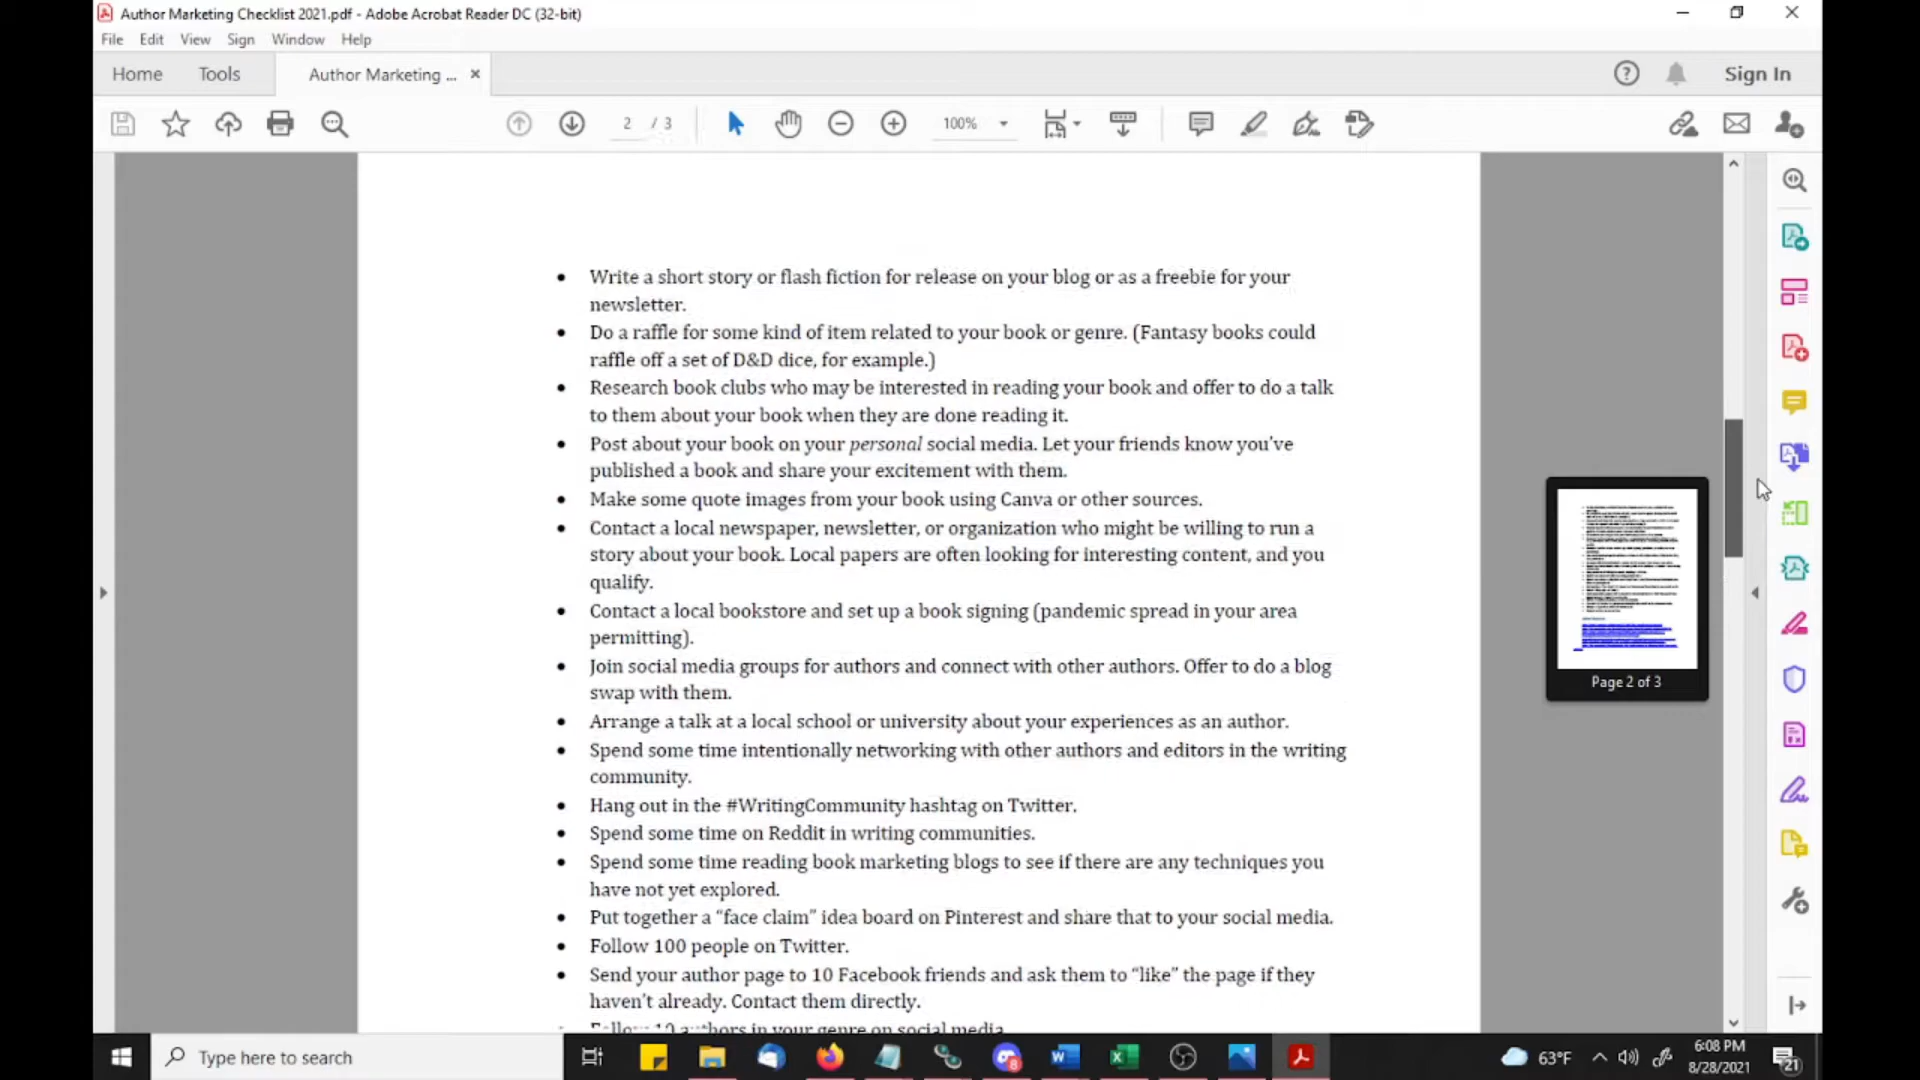 Author Marketing Checklist 2021.pdf - Adobe Acrobat Reader DC (32-bit)
File Edit View Sign Window Help
Home Tools Author Marketing ... × Sign In
2 / 3 100%
• Write a short story or flash fiction for release on your blog or as a freebie for your
newsletter.
• Do a raffle for some kind of item related to your book or genre. (Fantasy books could
raffle off a set of D&D dice, for example.)
• Research book clubs who may be interested in reading your book and offer to do a talk
to them about your book when they are done reading it.
• Post about your book on your personal social media. Let your friends know you've
published a book and share your excitement with them.
• Make some quote images from your book using Canva or other sources.
• Contact a local newspaper, newsletter, or organization who might be willing to run a
story about your book. Local papers are often looking for interesting content, and you
qualify.
• Contact a local bookstore and set up a book signing (pandemic spread in your area
permitting).
• Join social media groups for authors and connect with other authors. Offer to do a blog
swap with them.
• Arrange a talk at a local school or university about your experiences as an author.
• Spend some time intentionally networking with other authors and editors in the writing
community.
• Hang out in the #WritingCommunity hashtag on Twitter.
• Spend some time on Reddit in writing communities.
• Spend some time reading book marketing blogs to see if there are any techniques you
have not yet explored.
• Put together a “face claim” idea board on Pinterest and share that to your social media.
• Follow 100 people on Twitter.
• Send your author page to 10 Facebook friends and ask them to “like” the page if they
haven't already. Contact them directly.
Follow 10 authors in your genre on social media
Page 2 of 3
Type here to search
8
63°F
6:08 PM
8/28/2021
21